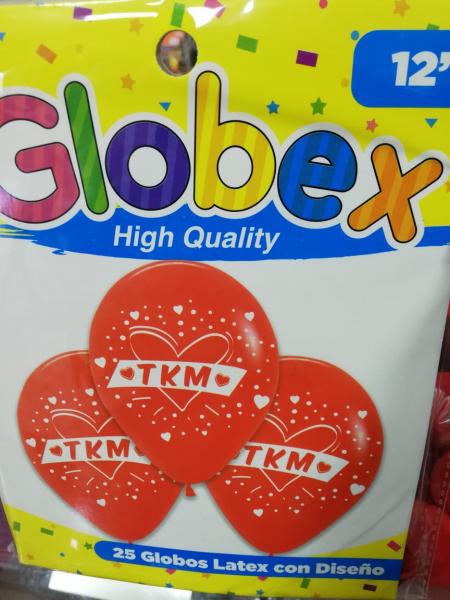 12"
Globex
High Quality
TKM
TKM
TKM
25 Globos Latex con Diseño